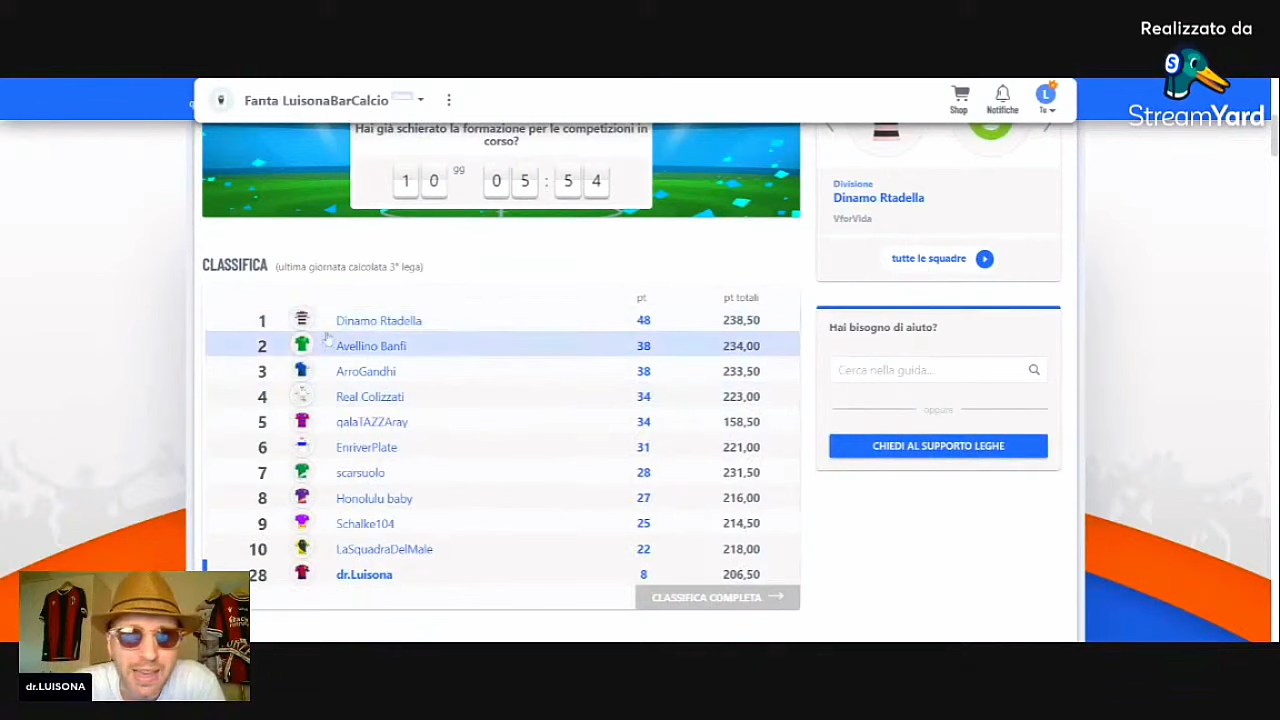 Realizzato da
StreamYard
Fanta LuisonaBarCalcio
Shop
Notifiche
L
Hai già schierato la formazione per le competizioni in
corso?
1 0 gg 0 5 : 5 4
Divisione
Dinamo Rtadella
VforVida
tutte le squadre
CLASSIFICA (ultima giornata calcolata 3ª lega)
pt pt totali
1 Dinamo Rtadella 48 238,50
2 Avellino Banfi 38 234,00
3 ArroGandhi 38 233,50
4 Real Colizzati 34 223,00
5 galaTAZZAray 34 158,50
6 EnriverPlate 31 221,00
7 scarsuolo 28 231,50
8 Honolulu baby 27 216,00
9 Schalke104 25 214,50
10 LaSquadraDelMale 22 218,00
28 dr.Luisona 8 206,50
CLASSIFICA COMPLETA
Hai bisogno di aiuto?
Cerca nella guida...
oppure
CHIEDI AL SUPPORTO LEGHE
dr.LUISONA